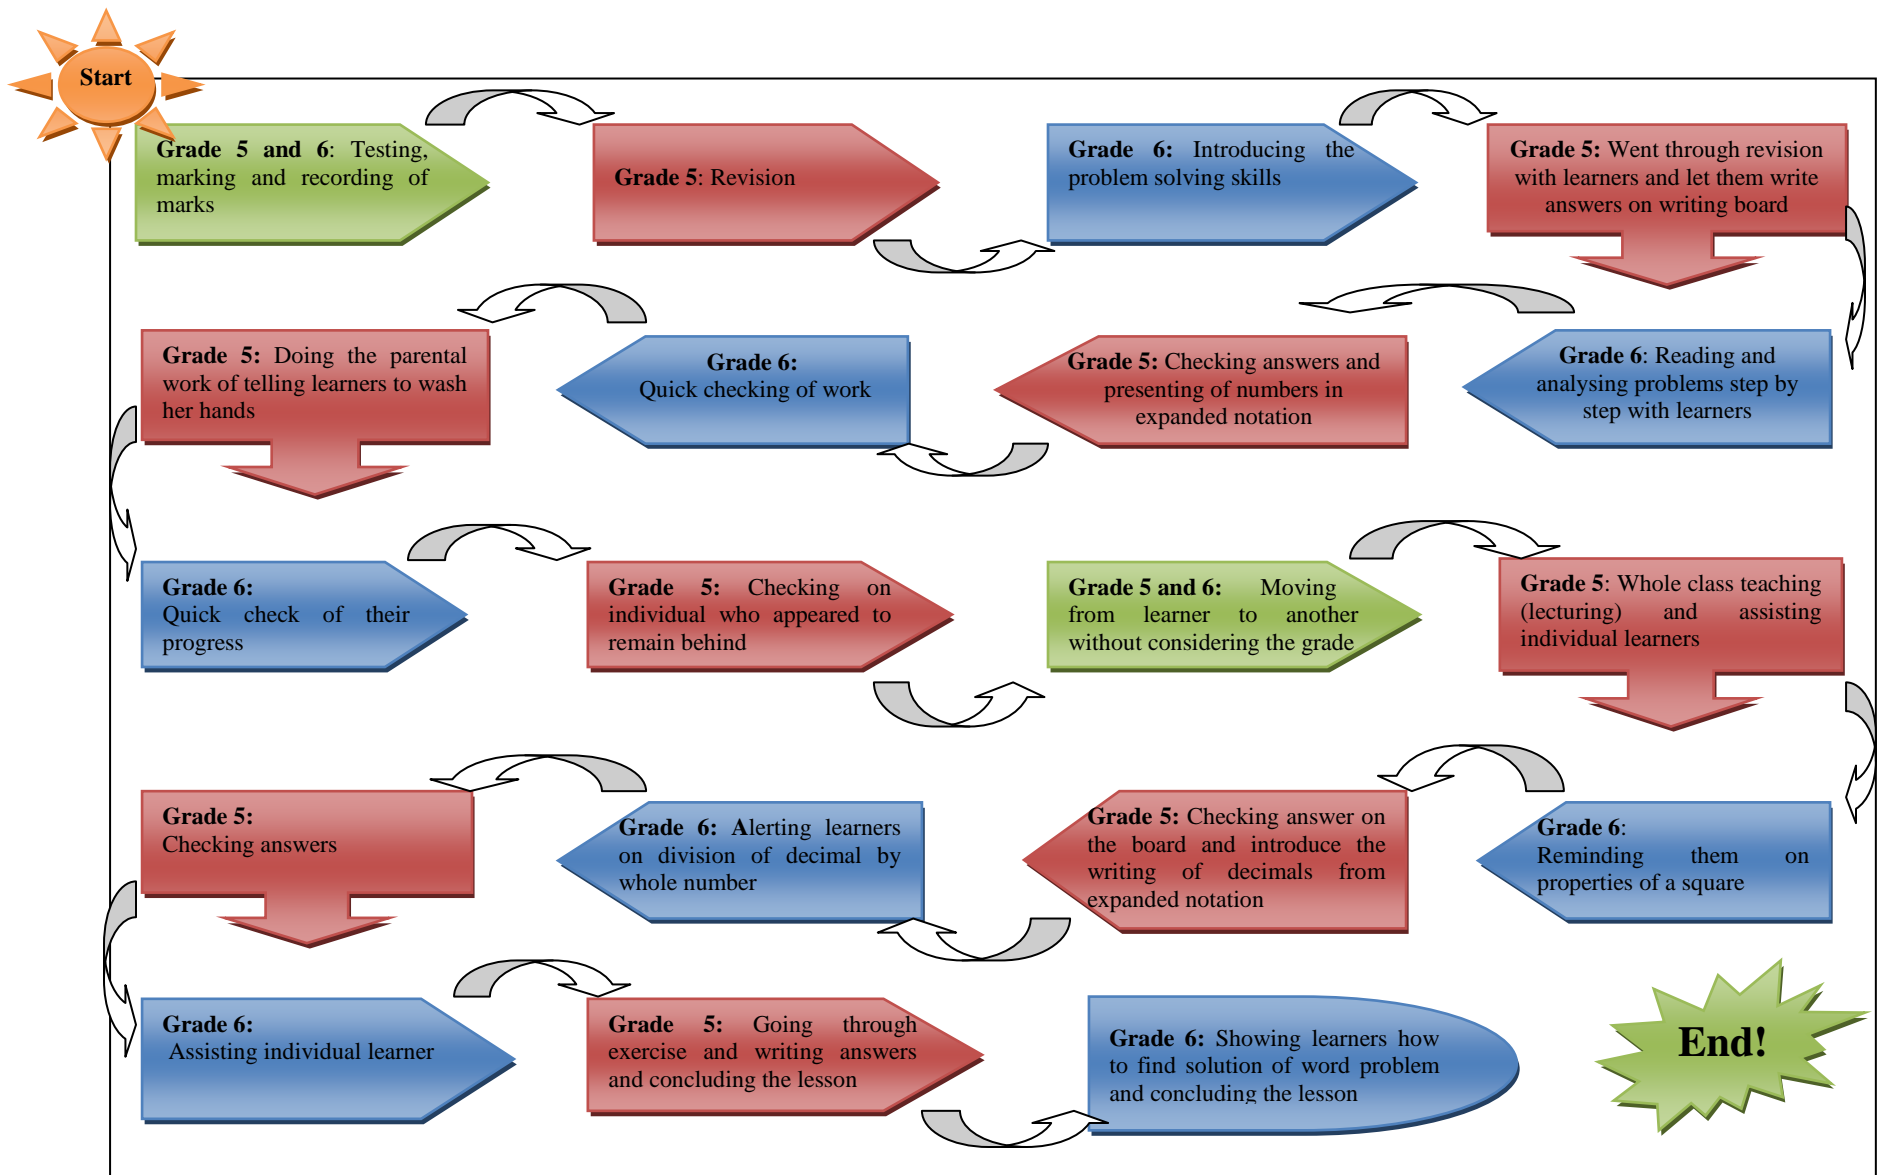 Start
Grade 5 and 6: Testing,
marking and recording of
marks
Grade 5: Revision
Grade 6: Introducing the
problem solving skills
Grade 5: Went through revision
with learners and let them write
answers on writing board
Grade 6: Reading and
analysing problems step by
step with learners
Grade 5: Checking answers and
presenting of numbers in
expanded notation
Grade 6:
Quick checking of work
Grade 5: Doing the parental
work of telling learners to wash
her hands
Grade 6:
Quick check of their
progress
Grade 5: Checking on
individual who appeared to
remain behind
Grade 5 and 6: Moving
from learner to another
without considering the grade
Grade 5: Whole class teaching
(lecturing) and assisting
individual learners
Grade 6:
Reminding them on
properties of a square
Grade 5: Checking answer on
the board and introduce the
writing of decimals from
expanded notation
Grade 6: Alerting learners
on division of decimal by
whole number
Grade 5:
Checking answers
Grade 6:
Assisting individual learner
Grade 5: Going through
exercise and writing answers
and concluding the lesson
Grade 6: Showing learners how
to find solution of word problem
and concluding the lesson
End!